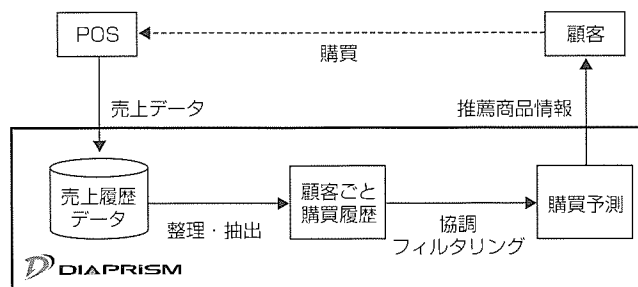 POS
顧客
購買
売上データ
推薦商品情報
売上履歴
データ
整理・抽出
顧客ごと
購買履歴
協調
フィルタリング
購買予測
DIAPRISM